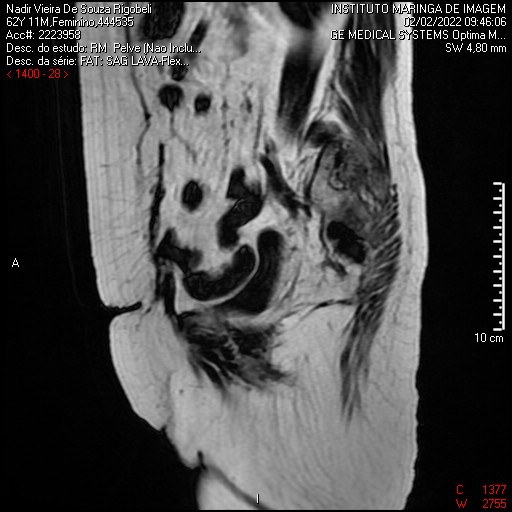 Nadir Vieira De Souza Rigobeli
62Y 11M,Feminino,444535
Acc#: 2223953
Desc. do estudo: RM  Pelve (Nao Inclu...
Desc. da série: FAT: SAG LAVA-Flex...
< 1400 - 28 >
INSTITUTO MARINGA DE IMAGEM
02/02/2022 09:46:06
GE MEDICAL SYSTEMS Optima M...
SW 4,80 mm
A
10 cm
I
C 1377
W 2755